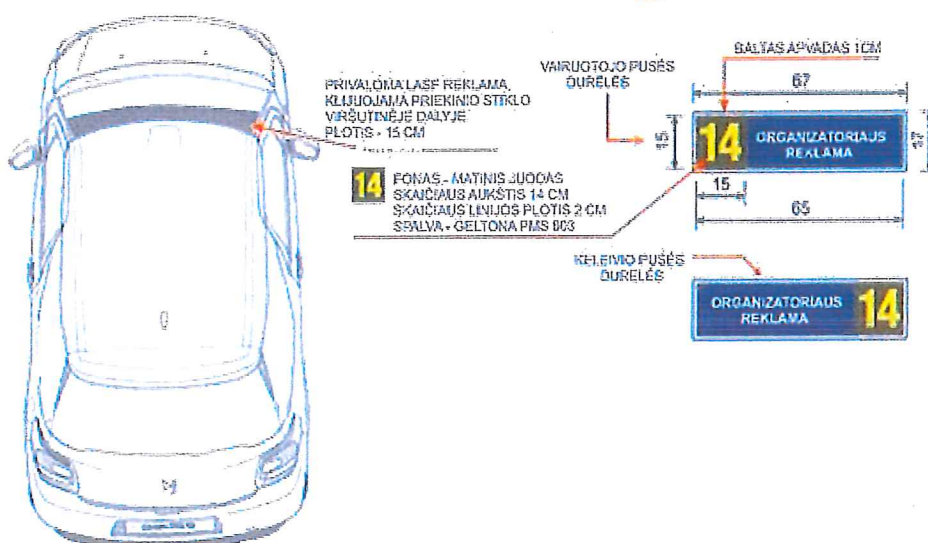 PRIVALOMA LASF REKLAMA,
KLIJUOJAMA PRIEKINIO STIKLO
VIRŠUTINĖJE DALYJE
PLOTIS - 15 CM
14
FONAS - MATINIS JUODAS
SKAIČIAUS AUKŠTIS 14 CM
SKAIČIAUS LINIJOS PLOTIS 2 CM
SPALVA - GELTONA PMS 803
VAIRUOTOJO PUSĖS
DURELĖS
BALTAS APVADAS 1CM
67
15
14
ORGANIZATORIAUS
REKLAMA
17
15
65
KELEIVIO PUSĖS
DURELĖS
ORGANIZATORIAUS
REKLAMA
14